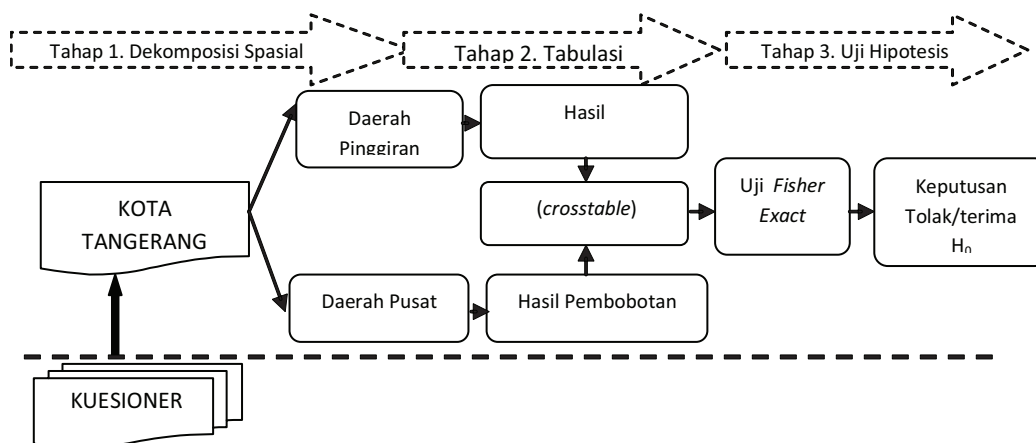 Tahap 1. Dekomposisi Spasial
Tahap 2. Tabulasi
Tahap 3. Uji Hipotesis
Daerah
Pinggiran
Hasil
KOTA
TANGERANG
(crosstable)
Uji Fisher
Exact
Keputusan
Tolak/terima
H₀
Daerah Pusat
Hasil Pembobotan
KUESIONER